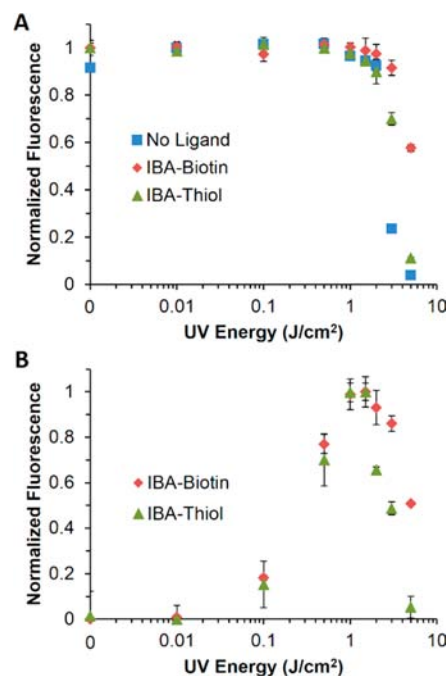 A
Normalized Fluorescence
1
0.8
0.6
0.4
0.2
0
No Ligand
IBA-Biotin
IBA-Thiol
0
0.01
0.1
1
10
UV Energy (J/cm²)
B
Normalized Fluorescence
1
0.8
0.6
0.4
0.2
0
IBA-Biotin
IBA-Thiol
0
0.01
0.1
1
10
UV Energy (J/cm²)